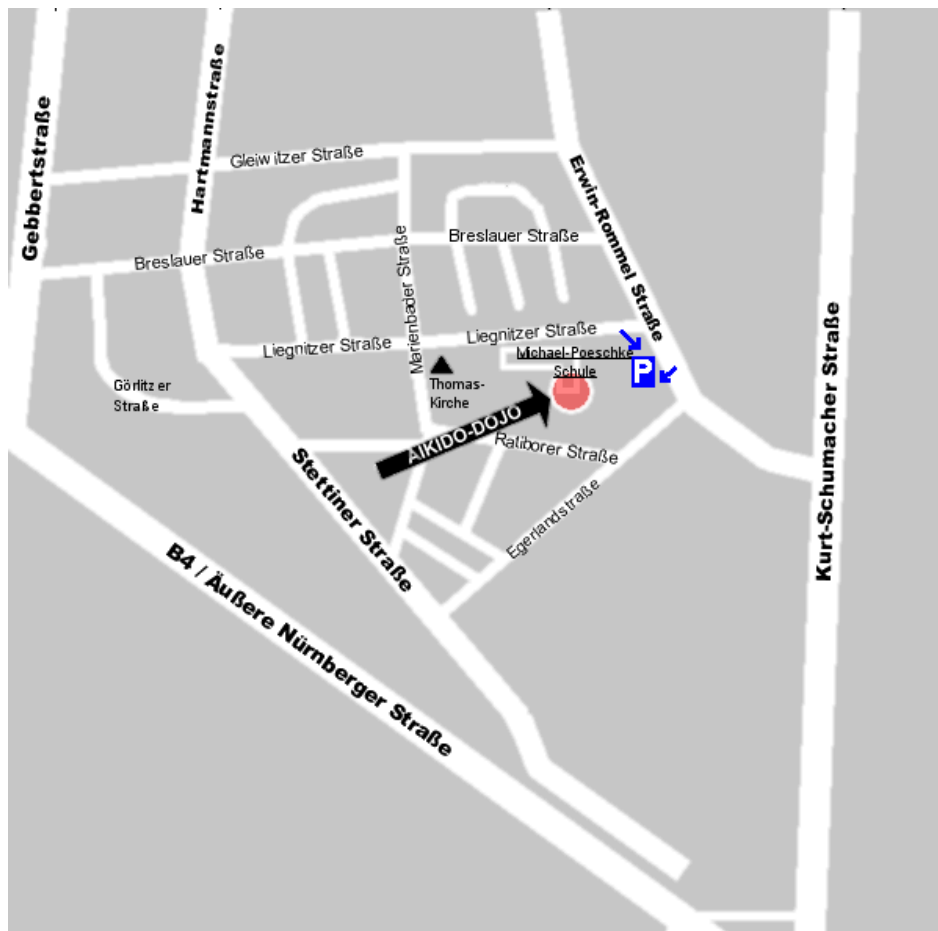 Gebbertstraße
Hartmannstraße
Gleiwitzer Straße
Erwin-Rommel Straße
Breslauer Straße
Breslauer Straße
Marienbader Straße
Liegnitzer Straße
Liegnitzer Straße
Michael-Poeschke
Schule
P
Görlitzer
Straße
Thomas-
Kirche
AIKIDO-DOJO
Ratiborer Straße
Egerlandstraße
Stettiner Straße
Kurt-Schumacher Straße
B4 / Äußere Nürnberger Straße